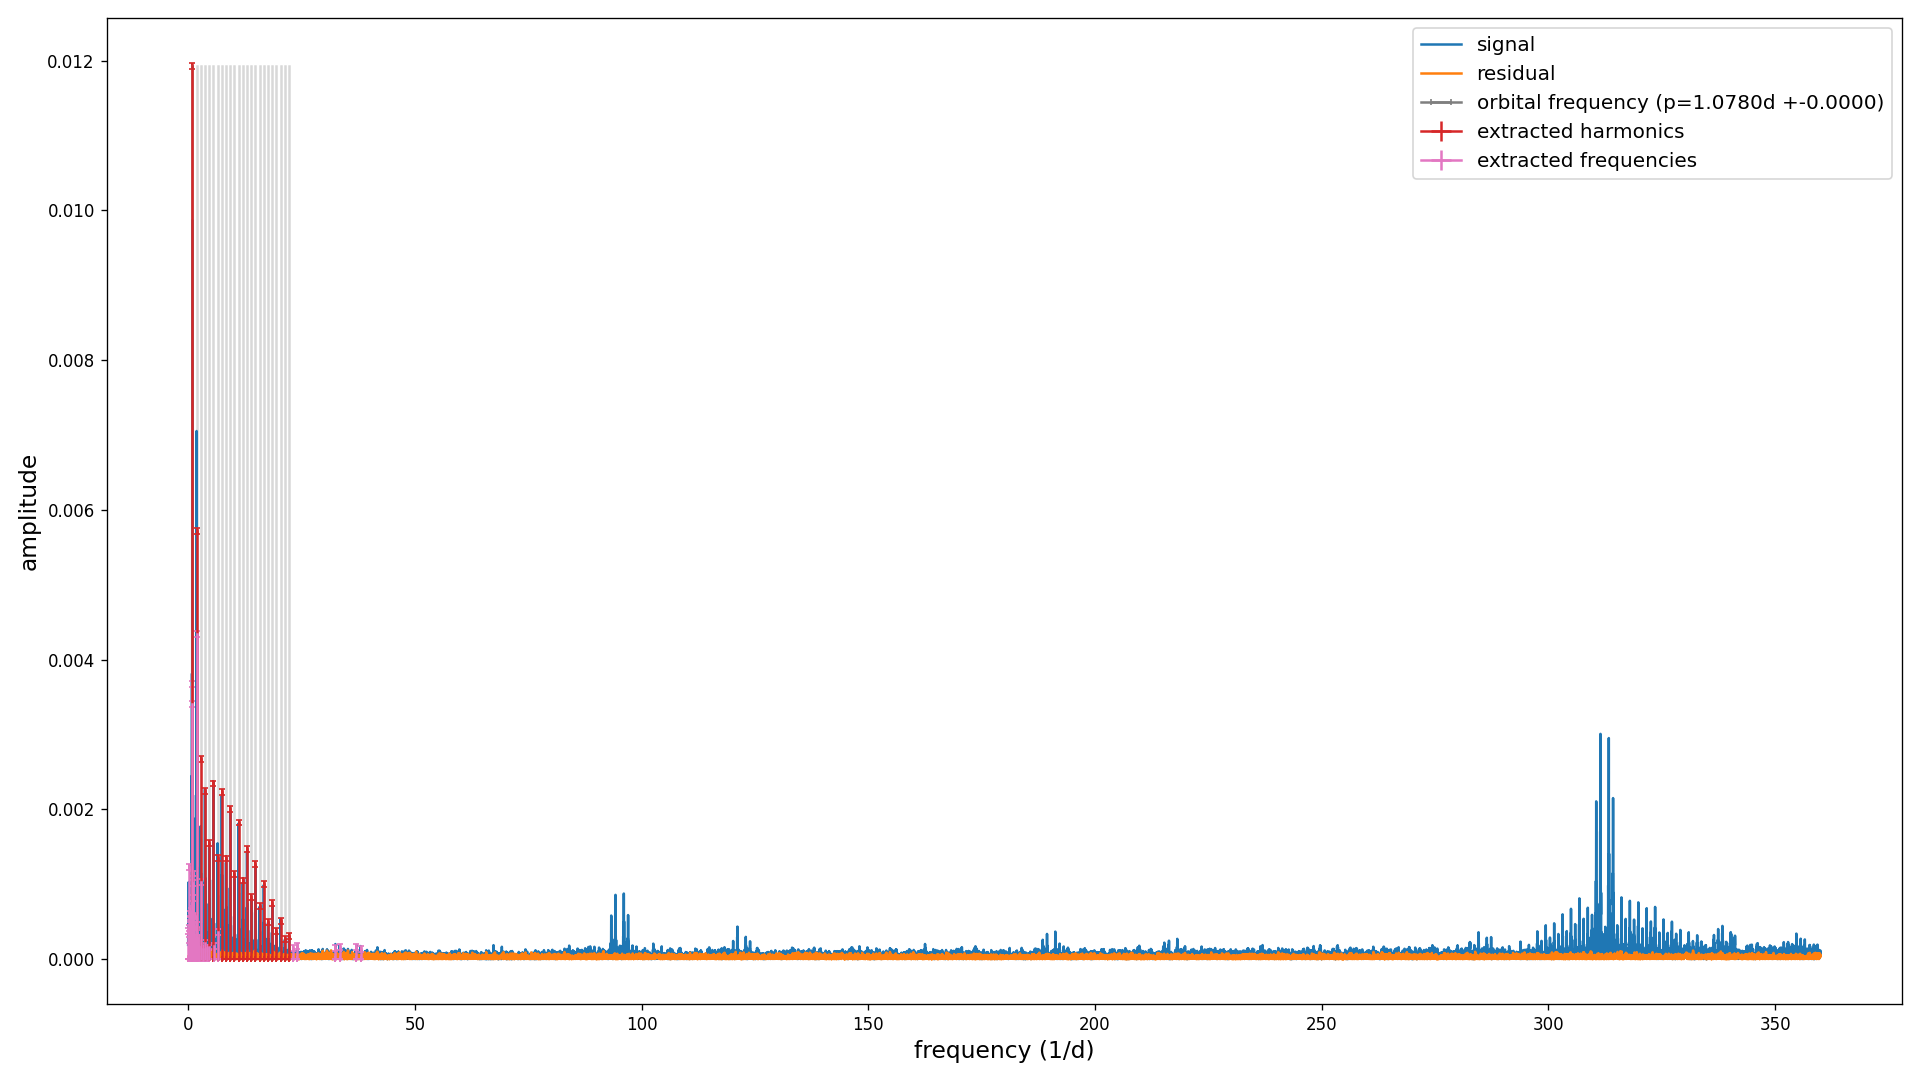 signal
residual
orbital frequency (p=1.0780d +-0.0000)
extracted harmonics
extracted frequencies
amplitude
0.012
0.010
0.008
0.006
0.004
0.002
0.000
0 50 100 150 200 250 300 350
frequency (1/d)